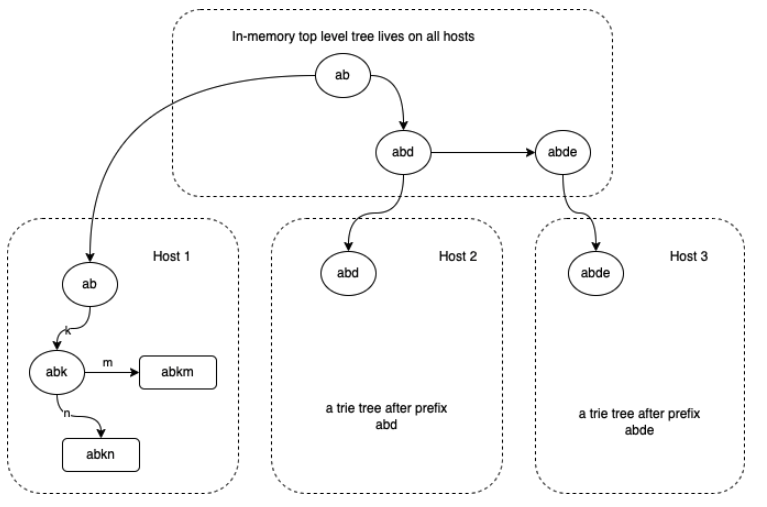 In-memory top level tree lives on all hosts
ab
abd
abde
Host 1
ab
k
abk
m
abkm
n
abkn
Host 2
abd
a trie tree after prefix
abd
Host 3
abde
a trie tree after prefix
abde